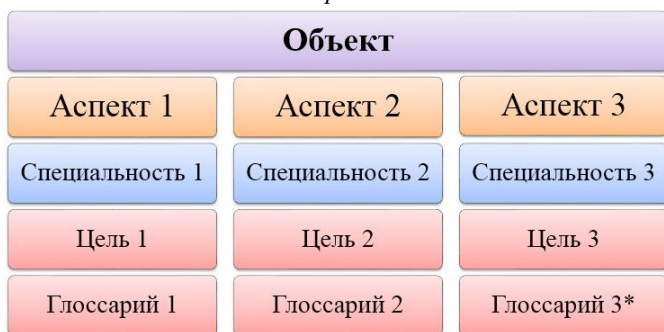 Объект
Аспект 1 Аспект 2 Аспект 3
Специальность 1 Специальность 2 Специальность 3
Цель 1 Цель 2 Цель 3
Глоссарий 1 Глоссарий 2 Глоссарий 3*